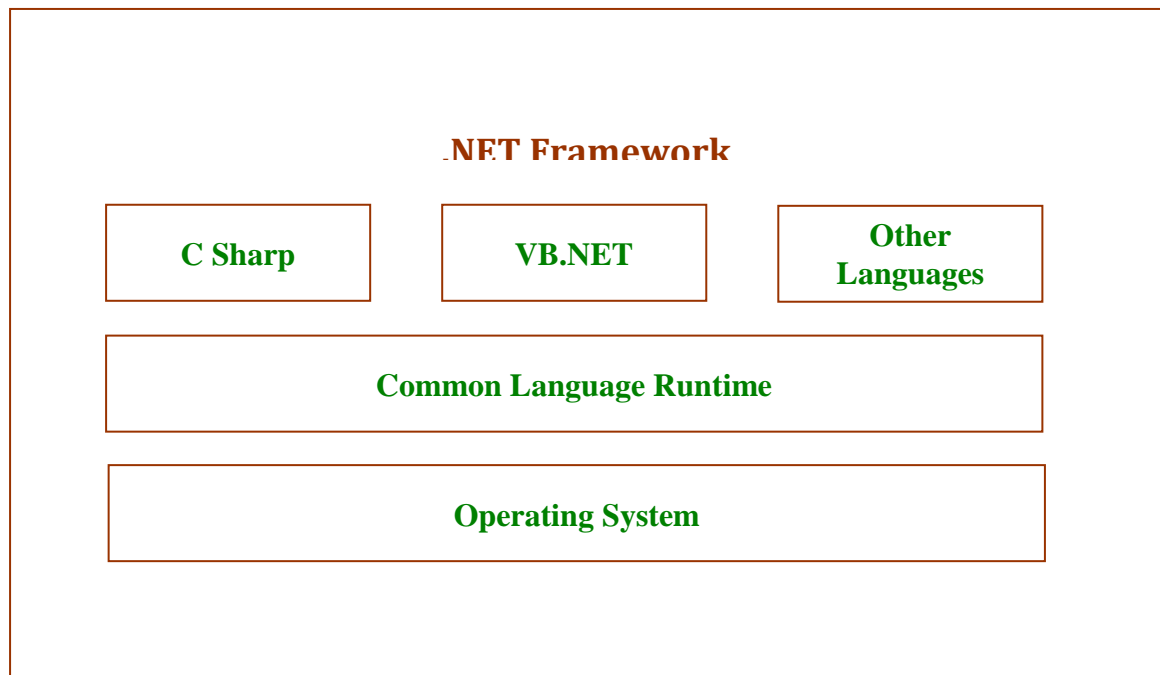 .NET Framework
C Sharp
VB.NET
Other
Languages
Common Language Runtime
Operating System